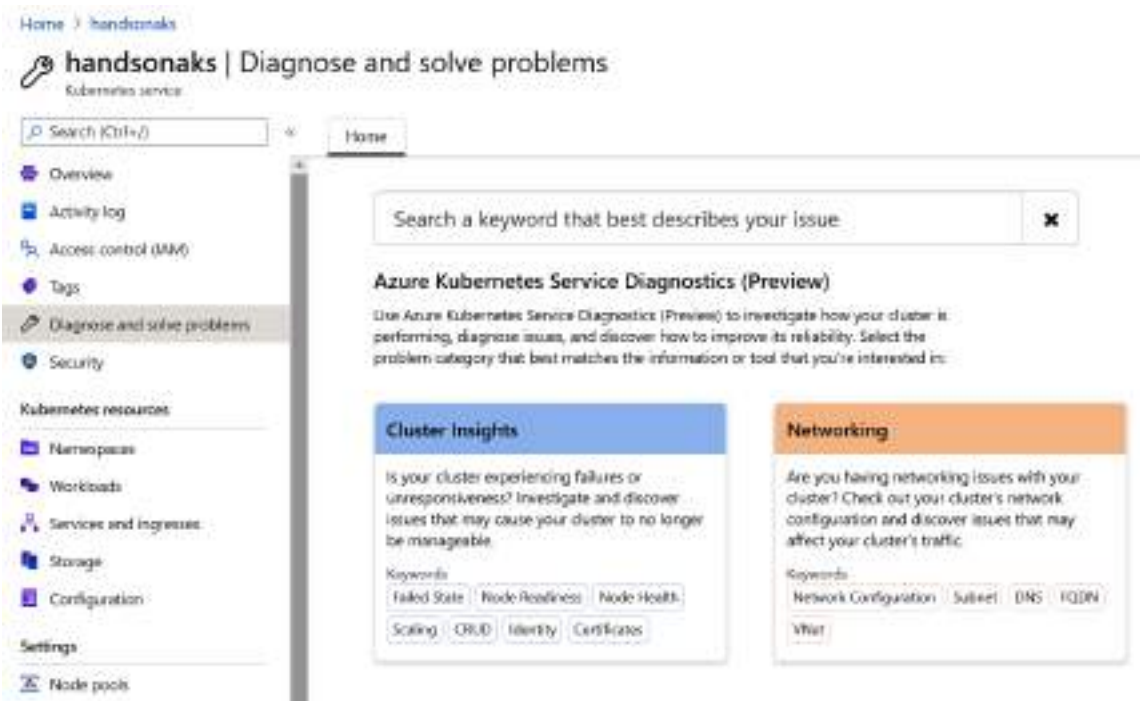 Home > handsonaks
handsonaks | Diagnose and solve problems
Kubernetes service
Search (Ctrl+/)
«
Home
Overview
Activity log
Access control (IAM)
Tags
Diagnose and solve problems
Security
Kubernetes resources
Namespaces
Workloads
Services and ingresses
Storage
Configuration
Settings
Node pools
Search a keyword that best describes your issue
Azure Kubernetes Service Diagnostics (Preview)
Use Azure Kubernetes Service Diagnostics (Preview) to investigate how your cluster is
performing, diagnose issues, and discover how to improve its reliability. Select the
problem category that best matches the information or tool that you're interested in:
Cluster Insights
Is your cluster experiencing failures or
unresponsiveness? Investigate and discover
issues that may cause your cluster to no longer
be manageable.
Keywords
Failed State Node Readiness Node Health
Scaling CRUD Identity Certificates
Networking
Are you having networking issues with your
cluster? Check out your cluster's network
configuration and discover issues that may
affect your cluster's traffic.
Keywords
Network Configuration Subnet DNS FQDN
VNet